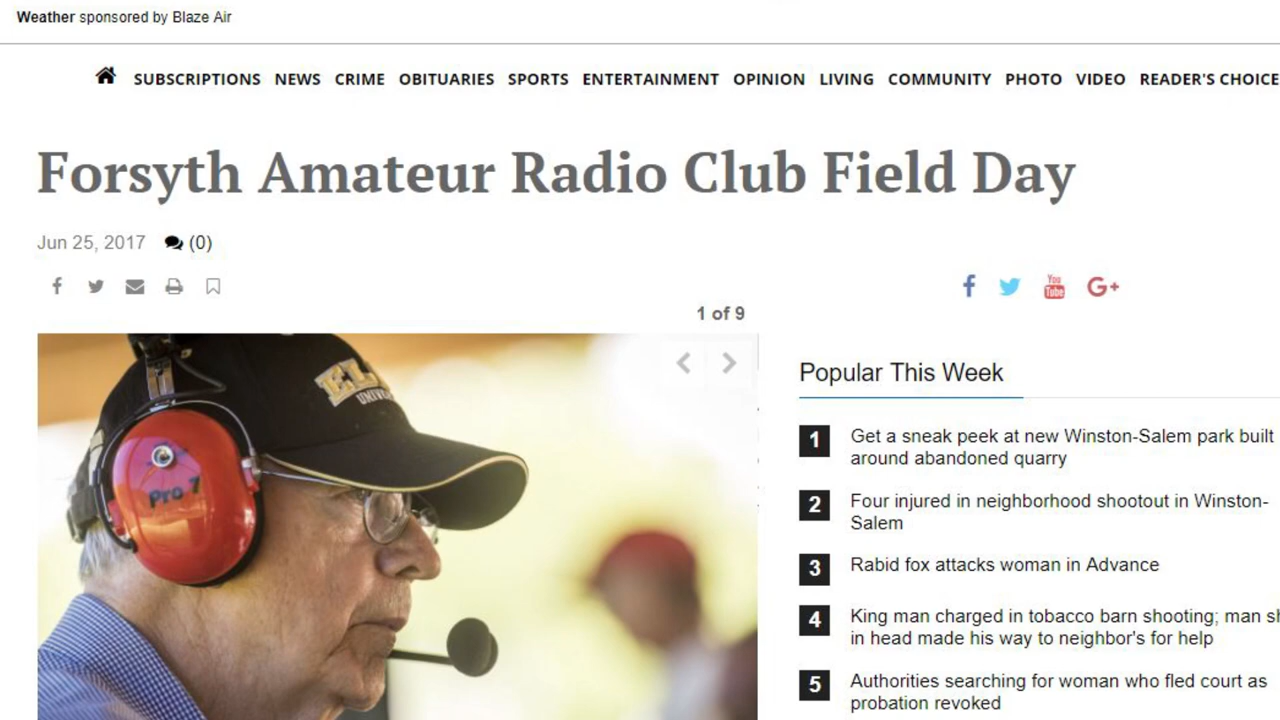 Weather sponsored by Blaze Air
SUBSCRIPTIONS NEWS CRIME OBITUARIES SPORTS ENTERTAINMENT OPINION LIVING COMMUNITY PHOTO VIDEO READER'S CHOICE
Forsyth Amateur Radio Club Field Day
Jun 25, 2017 (0)
You
Tube
G+
1 of 9
EL
UNIV
Pro 7
Popular This Week
1 Get a sneak peek at new Winston-Salem park built
around abandoned quarry
2 Four injured in neighborhood shootout in Winston-
Salem
3 Rabid fox attacks woman in Advance
4 King man charged in tobacco barn shooting; man sh
in head made his way to neighbor's for help
5 Authorities searching for woman who fled court as
probation revoked